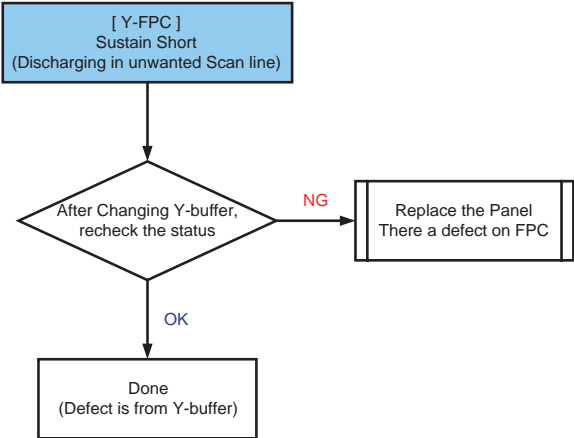 [ Y-FPC ]
Sustain Short
(Discharging in unwanted Scan line)
After Changing Y-buffer,
recheck the status
NG
Replace the Panel
There a defect on FPC
OK
Done
(Defect is from Y-buffer)